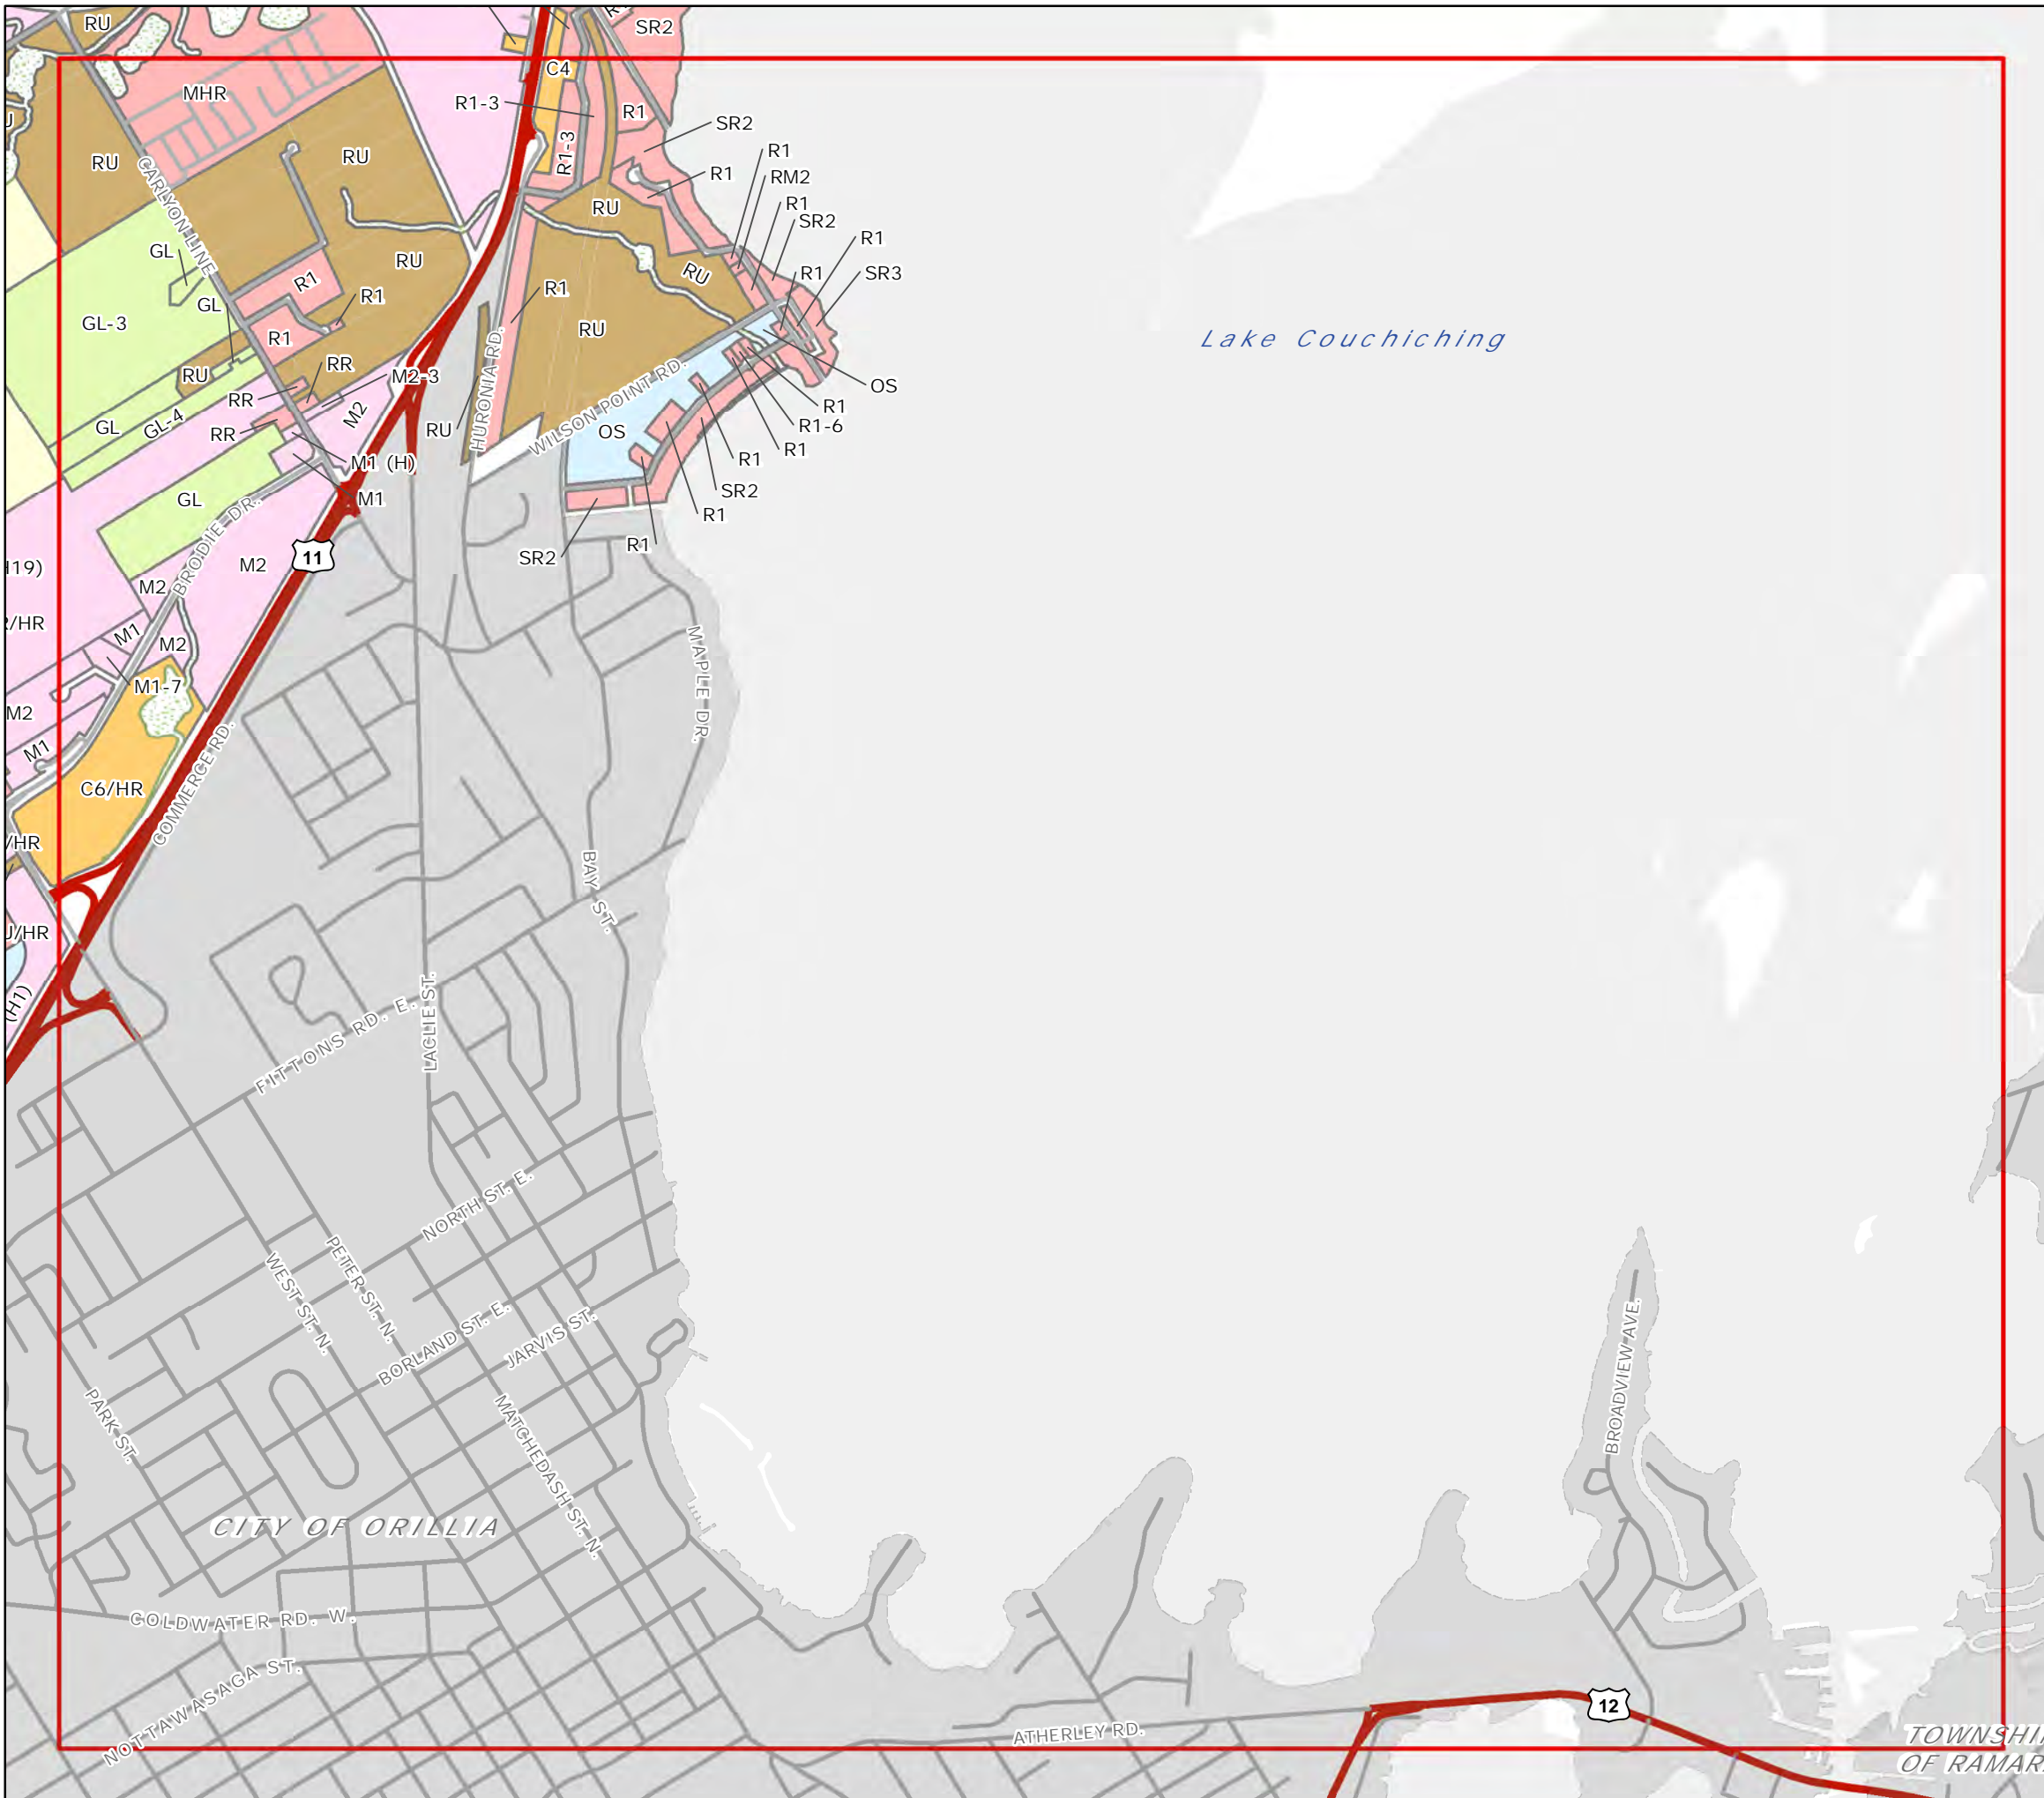 RU
SR2
C4
MHR
R1-3
R1
SR2
R1-3
R1
RU
RU
R1
RM2
R1
RU
SR2
CARLYON LINE
R1
GL
RU
RU
R1
SR3
R1
R1
R1
GL
GL-3
RU
R1
Lake Couchiching
HURONIA RD.
RR
RU
M2-3
OS
RR
WILSON POINT RD.
R1
M2
GL-4
R1-6
GL
RR
RU
OS
R1
M1 (H)
R1
SR2
GL
M1
R1
BRODIE DR.
R1
SR2
11
M2
H19)
M2
/HR
M1
M2
MAPLE DR.
M1-7
M2
M1
COMMERCE RD.
C6/HR
/HR
BAY ST.
/HR
(H1)
LACLIE ST.
FITTONS RD. E.
NORTH ST. E.
PETER ST. N.
WEST ST. N.
BORLAND ST. E.
JARVIS ST.
BROADVIEW AVE.
PARK ST.
MATCHEDASH ST. N.
CITY OF ORILLIA
COLDWATER RD. W.
NOTTAWASAGA ST.
12
ATHERLEY RD.
TOWNSHI
OF RAMAR